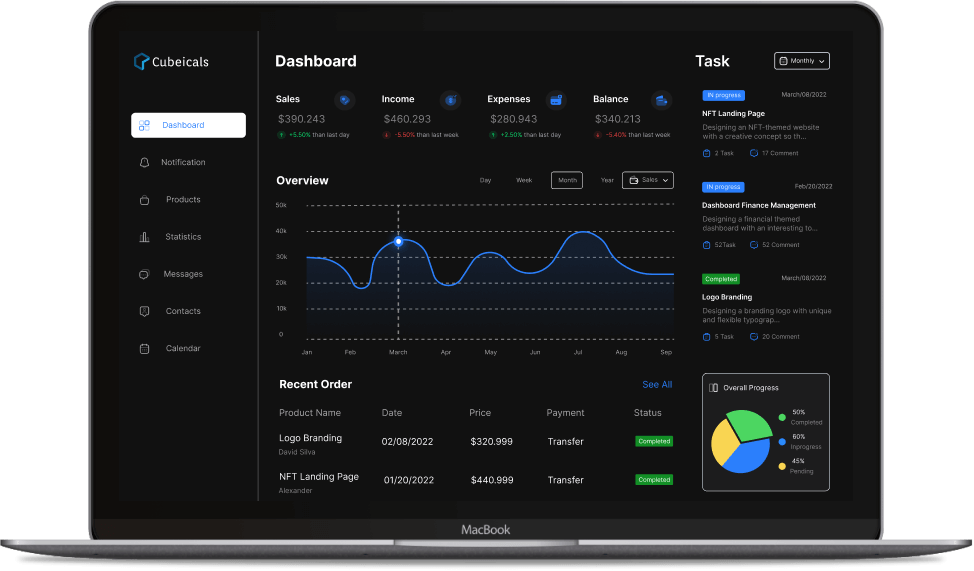 Cubeicals
Dashboard
Notification
Products
Statistics
Messages
Contacts
Calendar
Dashboard
Sales
$390.243
+5.50% than last day
Income
$460.293
-5.50% than last week
Expenses
$280.943
+2.50% than last day
Balance
$340.213
-5.40% than last week
Overview
Day Week Month Year Sales
50k
40k
30k
20k
10k
0
Jan Feb March Apr May Jun Jul Aug Sep
Recent Order See All
Product Name Date Price Payment Status
Logo Branding 02/08/2022 $320.999 Transfer Completed
David Silva
NFT Landing Page 01/20/2022 $440.999 Transfer Completed
Alexander
Task Monthly
IN progress March/08/2022
NFT Landing Page
Designing an NFT-themed website
with a creative concept so th...
2 Task 17 Comment
IN progress Feb/20/2022
Dashboard Finance Management
Designing a financial themed
dashboard with an interesting to...
52Task 52 Comment
Completed March/08/2022
Logo Branding
Designing a branding logo with unique
and flexible typograp...
5 Task 20 Comment
Overall Progress
50%
Completed
60%
Inprogress
45%
Pending
MacBook